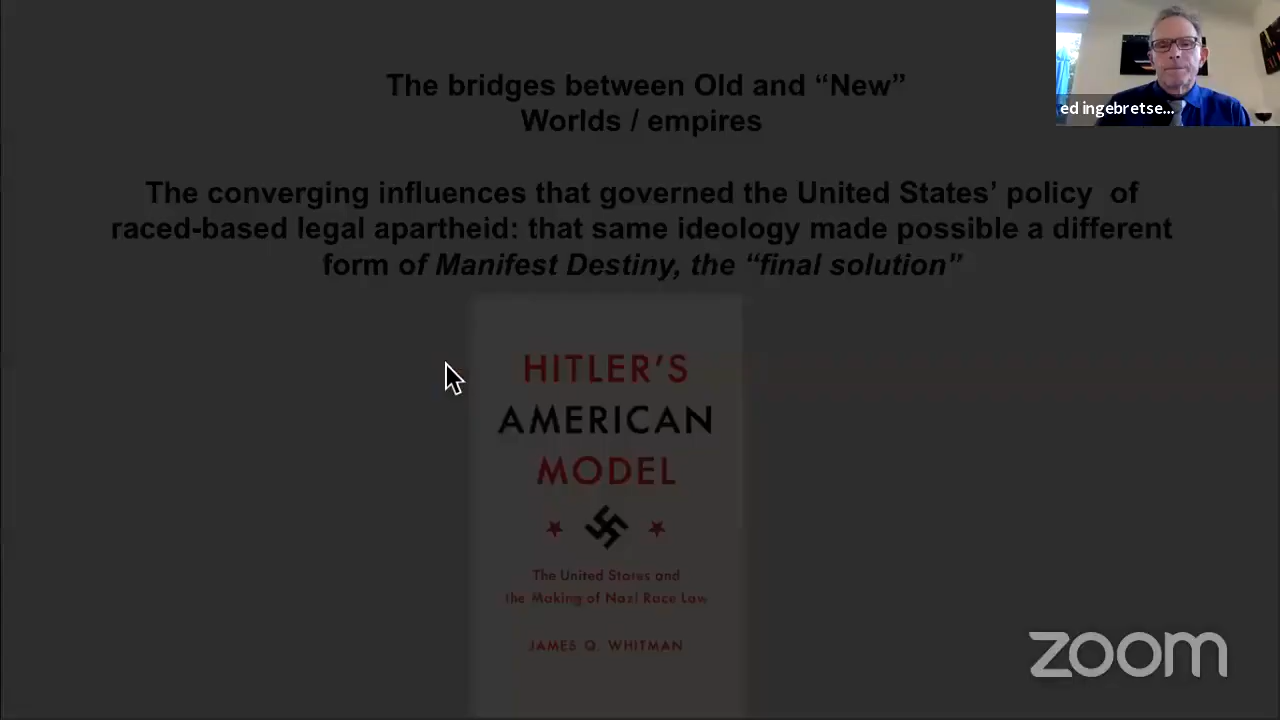 The bridges between Old and “New”
Worlds / empires
The converging influences that governed the United States’ policy of
raced-based legal apartheid: that same ideology made possible a different
form of Manifest Destiny, the “final solution”
HITLER’S
AMERICAN
MODEL
The United States and
the Making of Nazi Race Law
JAMES Q. WHITMAN
ed ingebretse...
zoom